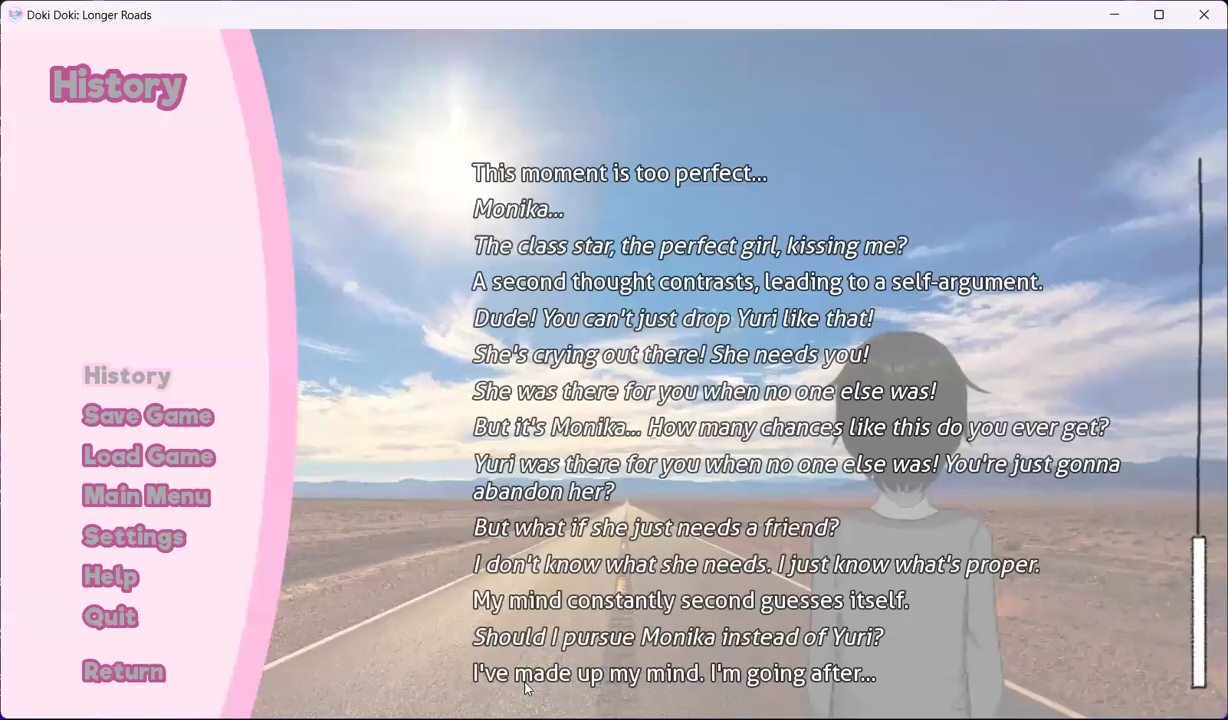 Doki Doki: Longer Roads
History
This moment is too perfect...
Monika...
The class star, the perfect girl, kissing me?
A second thought contrasts, leading to a self-argument.
Dude! You can't just drop Yuri like that!
She's crying out there! She needs you!
She was there for you when no one else was!
But it's Monika... How many chances like this do you ever get?
Yuri was there for you when no one else was! You're just gonna
abandon her?
But what if she just needs a friend?
I don't know what she needs. I just know what's proper.
My mind constantly second guesses itself.
Should I pursue Monika instead of Yuri?
I've made up my mind. I'm going after...
History
Save Game
Load Game
Main Menu
Settings
Help
Quit
Return